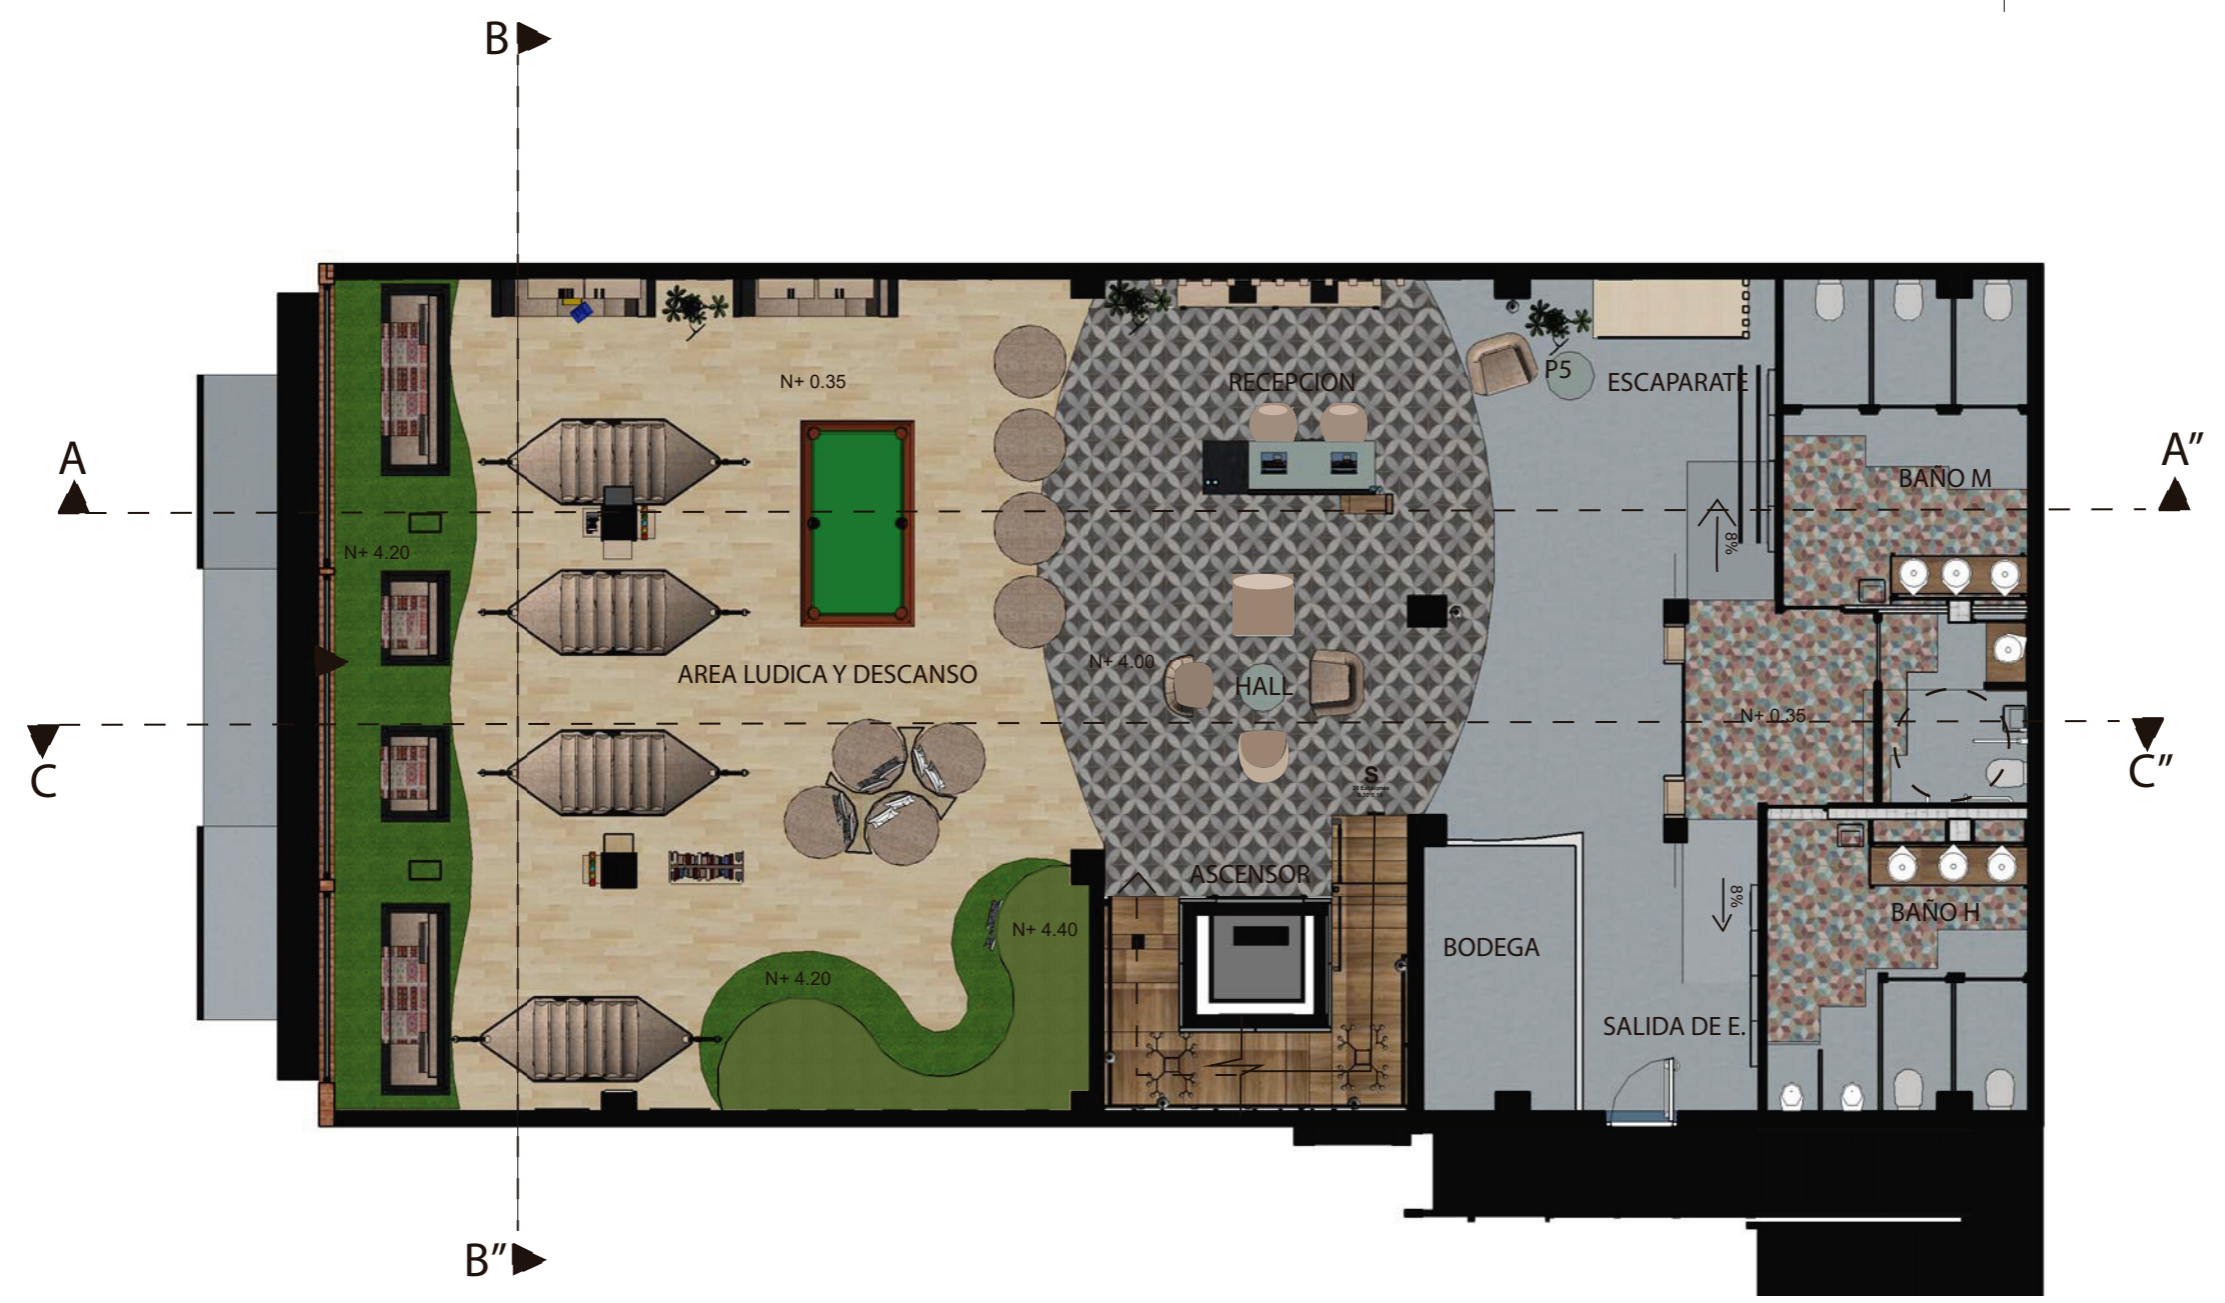 B
N+ 0.35
RECEPCION
P5
ESCAPARATE
A
A”
BAÑO M
8%
N+ 4.20
AREA LUDICA Y DESCANSO
N+ 4.00
HALL
N+ 0.35
C
C”
S
ASCENSOR
8%
BAÑO H
N+ 4.40
BODEGA
N+ 4.20
SALIDA DE E.
B”